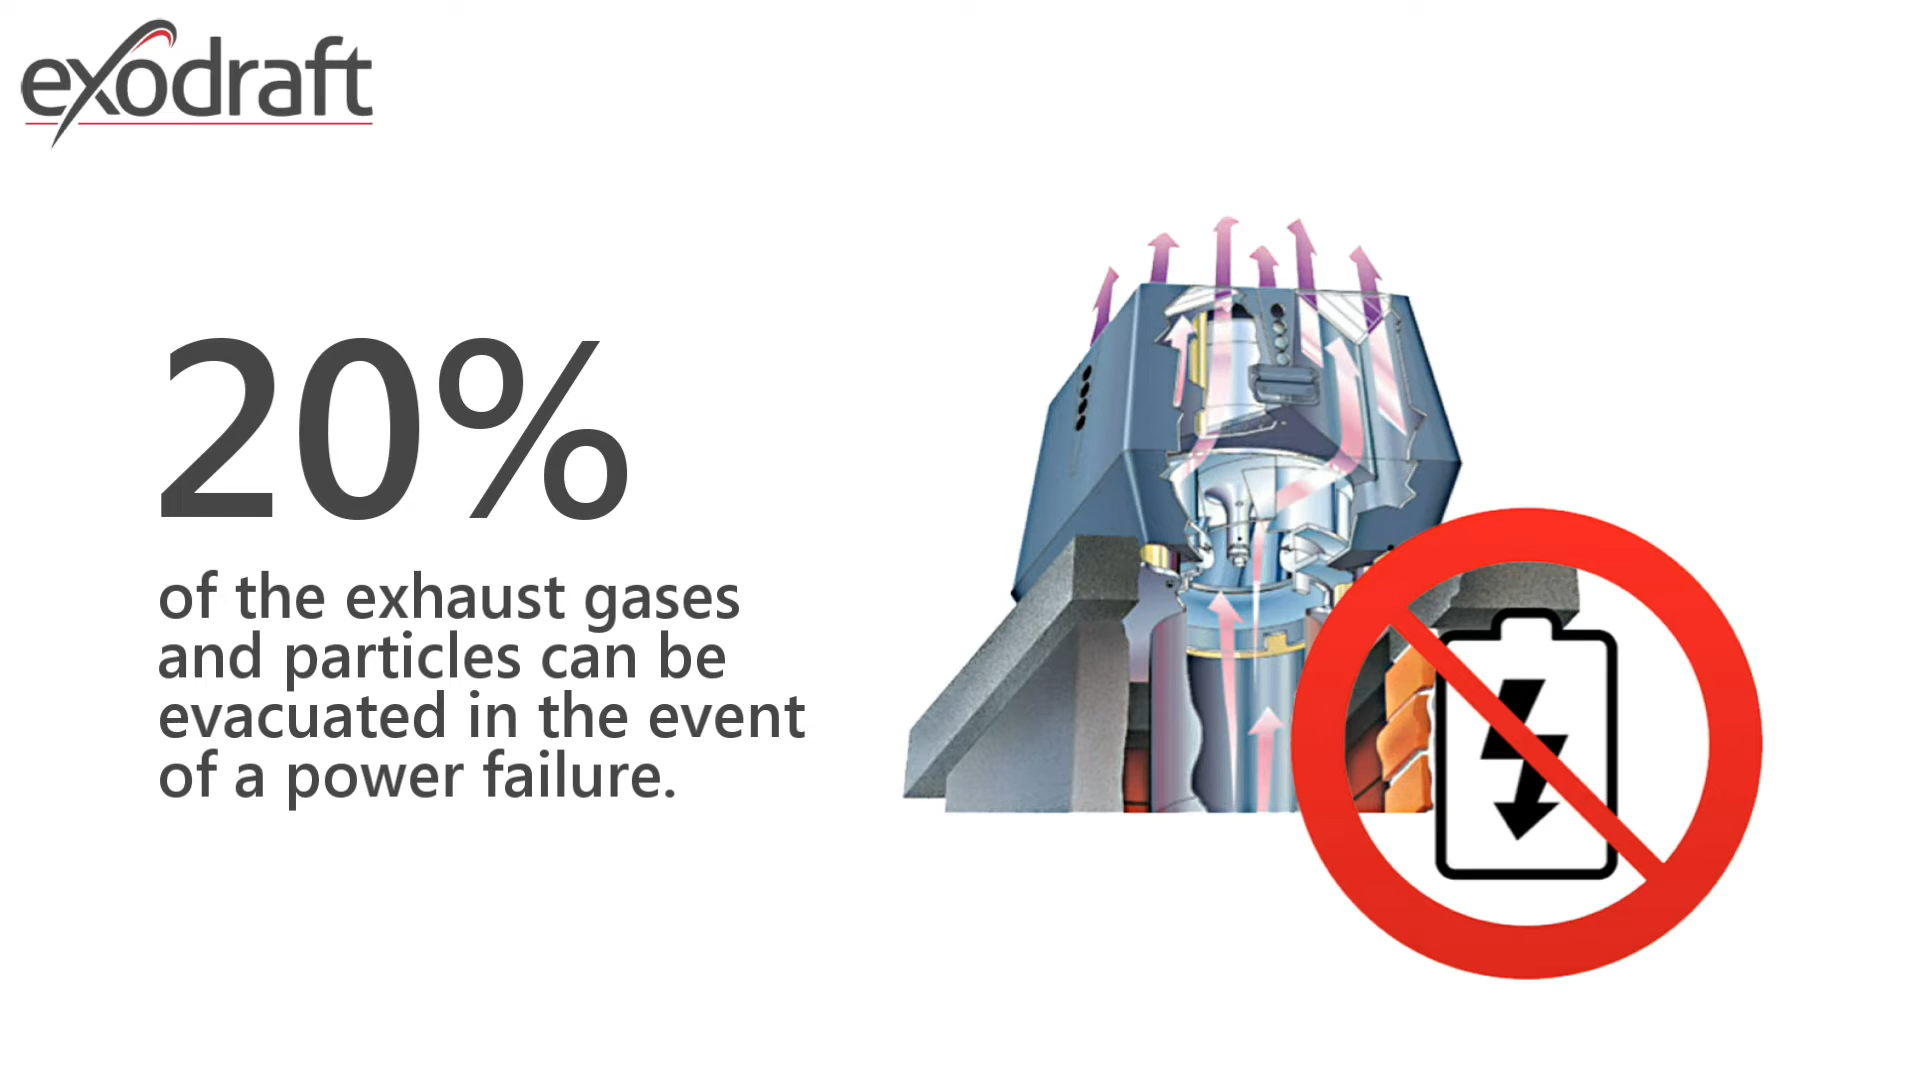 exodraft
20%
of the exhaust gases
and particles can be
evacuated in the event
of a power failure.